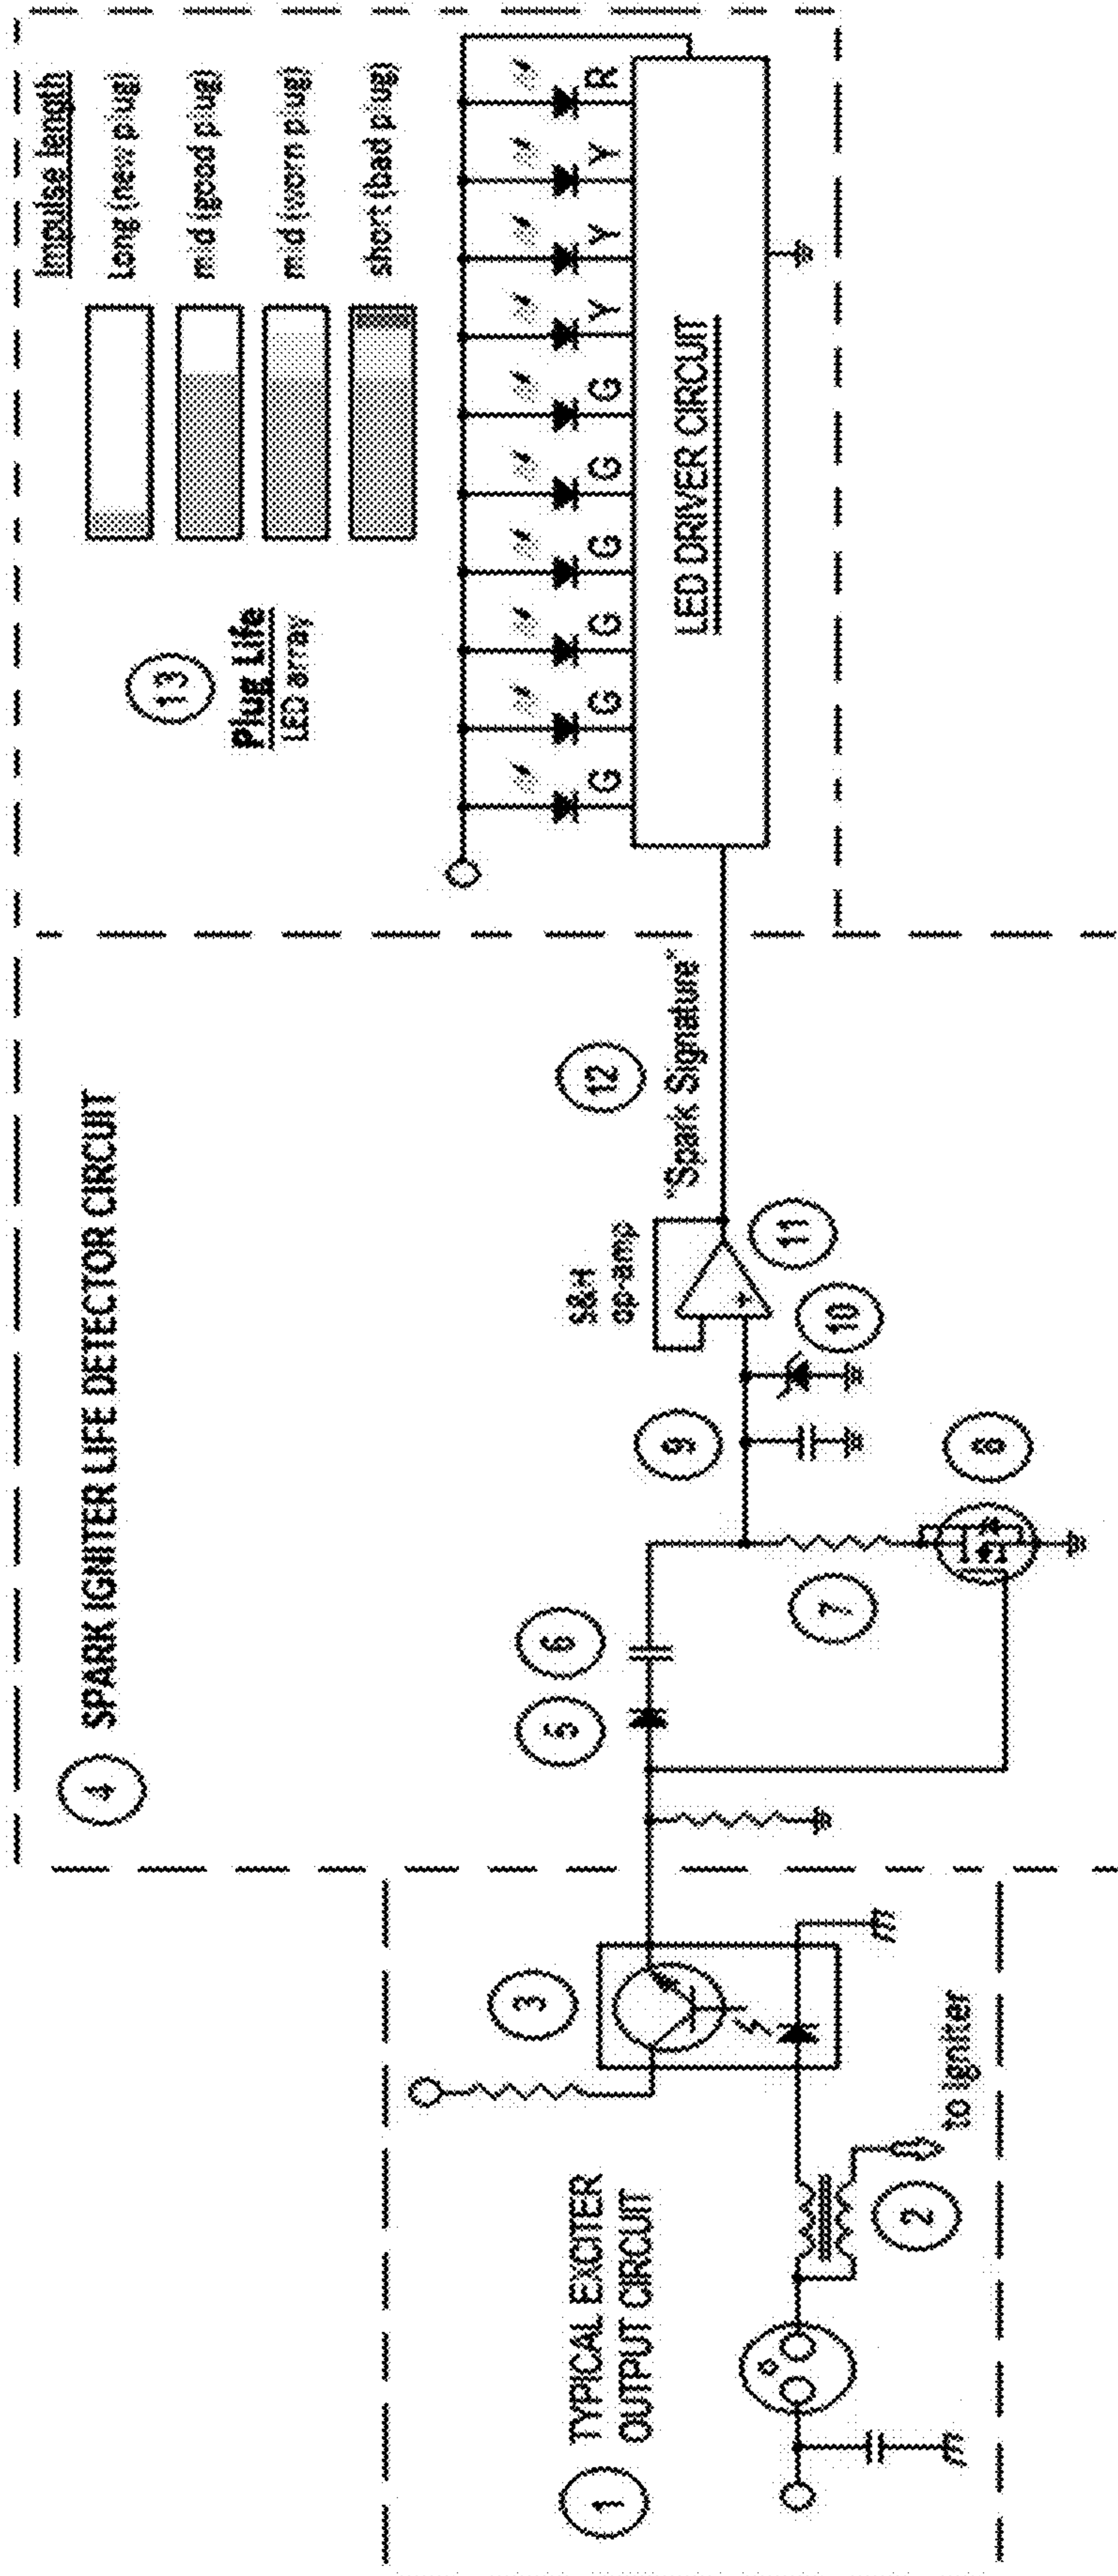 1
TYPICAL EXCITER
OUTPUT CIRCUIT
2
to igniter
3
4
SPARK IGNITER LIFE DETECTOR CIRCUIT
5
6
7
8
9
10
S&H
op-amp
+
11
12
"Spark Signature"
13
Plug Life
LED array
Impulse length
Long (new plug)
mid (good plug)
mid (worn plug)
short (bad plug)
G G G G G G Y Y Y R
LED DRIVER CIRCUIT